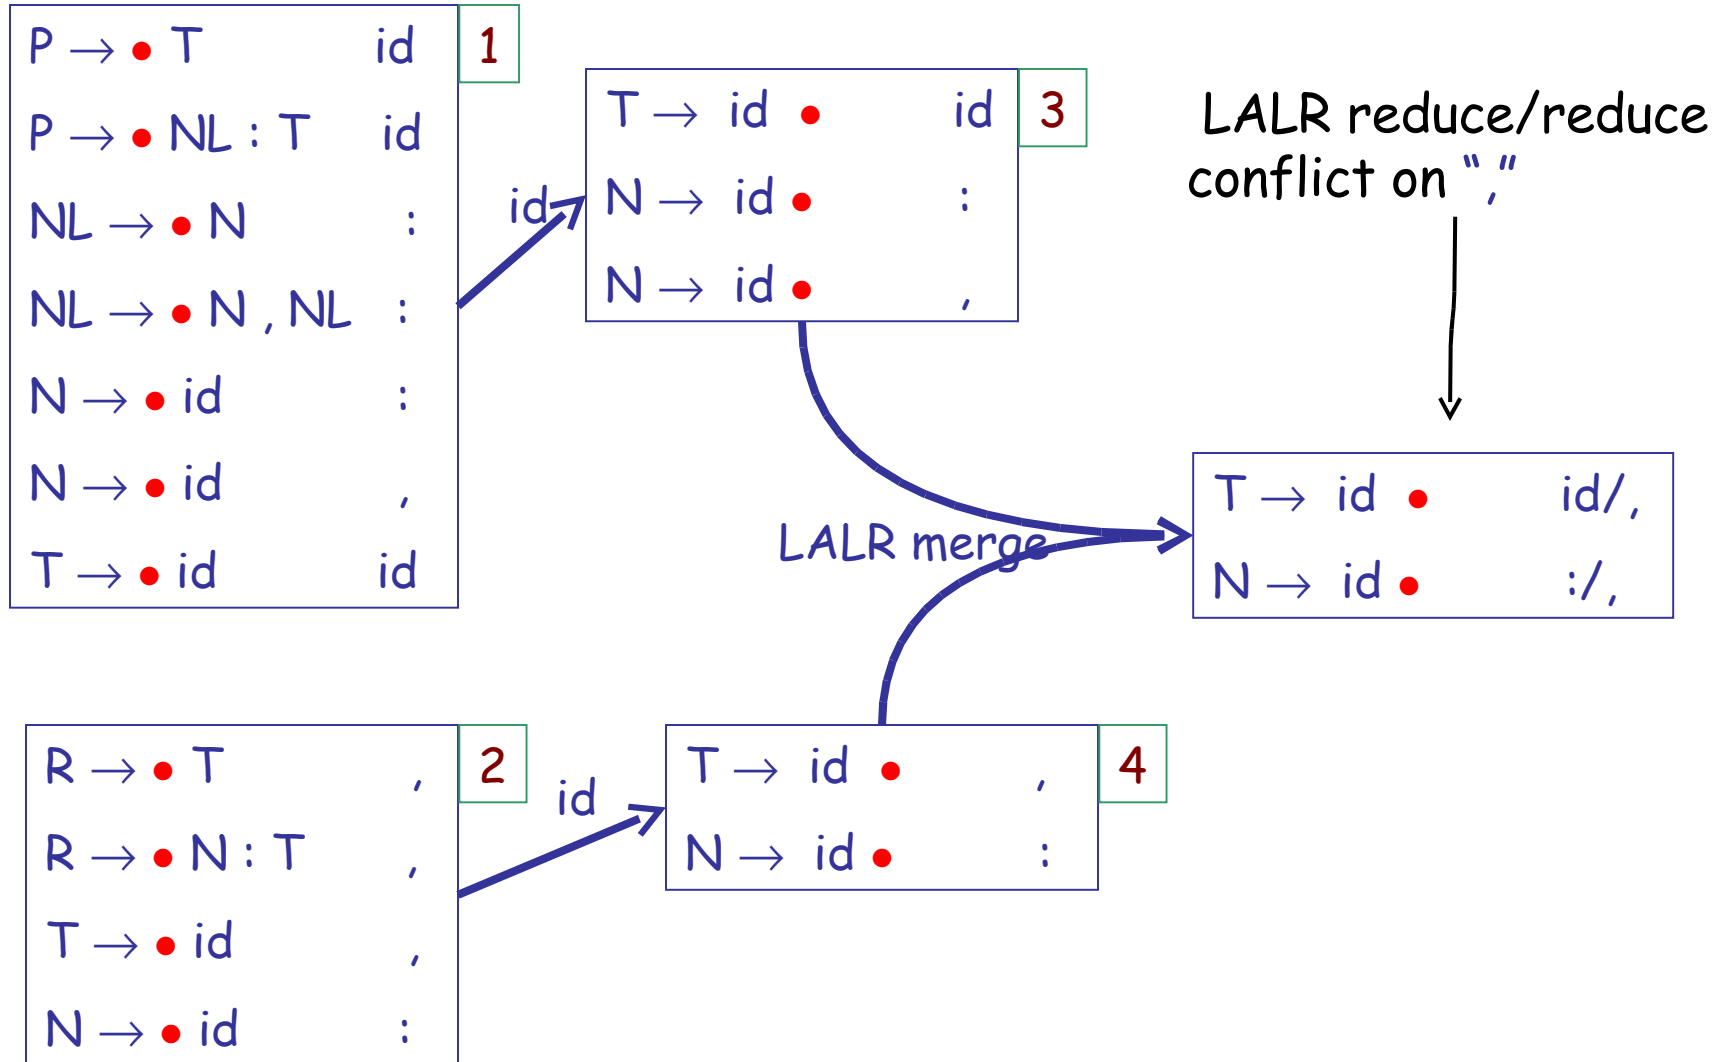 P → • T id
1
P → • NL : T id
NL → • N :
NL → • N , NL :
N → • id :
N → • id ,
T → • id id
id
T → id • id
3
N → id • :
N → id • ,
LALR reduce/reduce
conflict on “,”
LALR merge
T → id • id/,
N → id • :/,
R → • T ,
2
R → • N : T ,
T → • id ,
N → • id :
id
T → id • ,
4
N → id • :